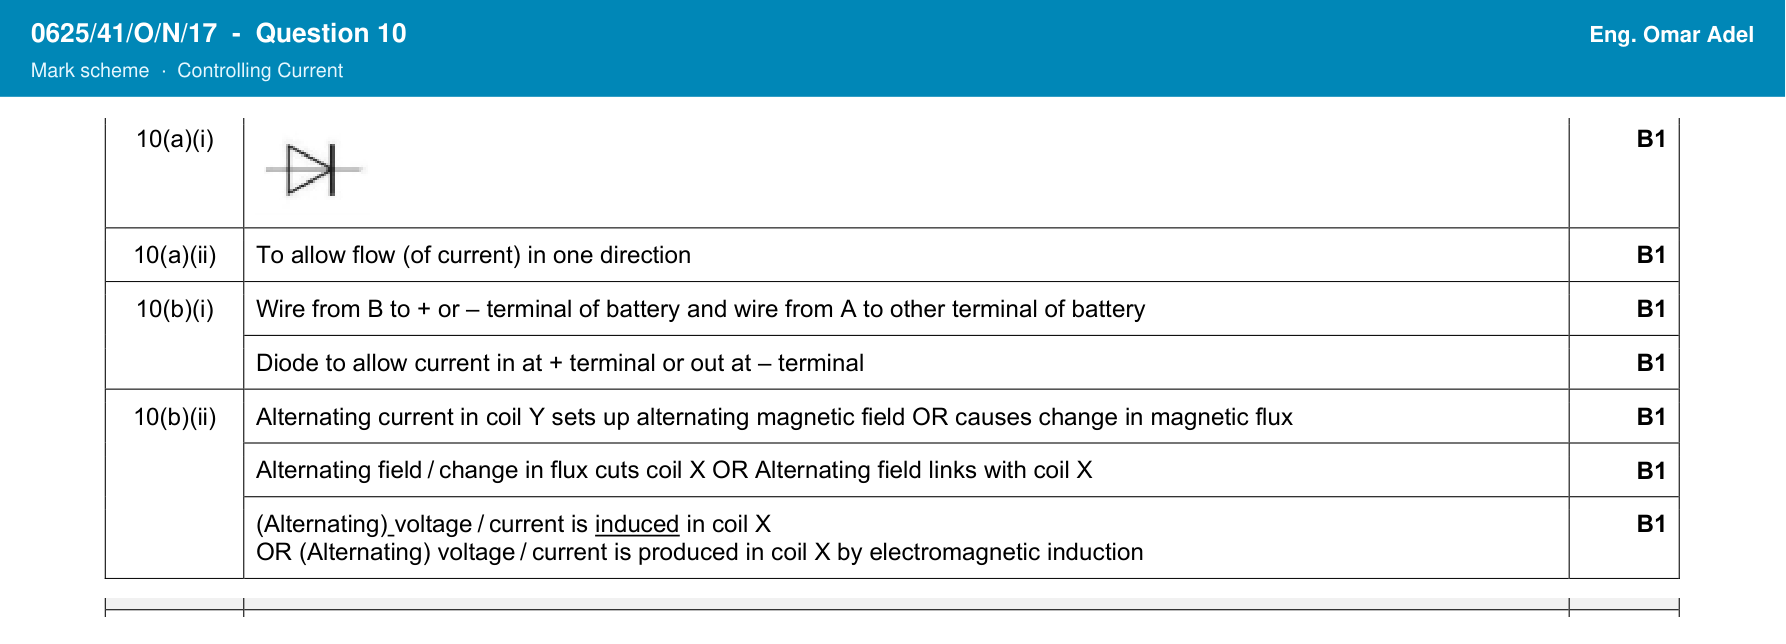 0625/41/O/N/17 - Question 10
Eng. Omar Adel
Mark scheme · Controlling Current
10(a)(i) B1
10(a)(ii) To allow flow (of current) in one direction B1
10(b)(i) Wire from B to + or – terminal of battery and wire from A to other terminal of battery B1
Diode to allow current in at + terminal or out at – terminal B1
10(b)(ii) Alternating current in coil Y sets up alternating magnetic field OR causes change in magnetic flux B1
Alternating field / change in flux cuts coil X OR Alternating field links with coil X B1
(Alternating) voltage / current is induced in coil X B1
OR (Alternating) voltage / current is produced in coil X by electromagnetic induction